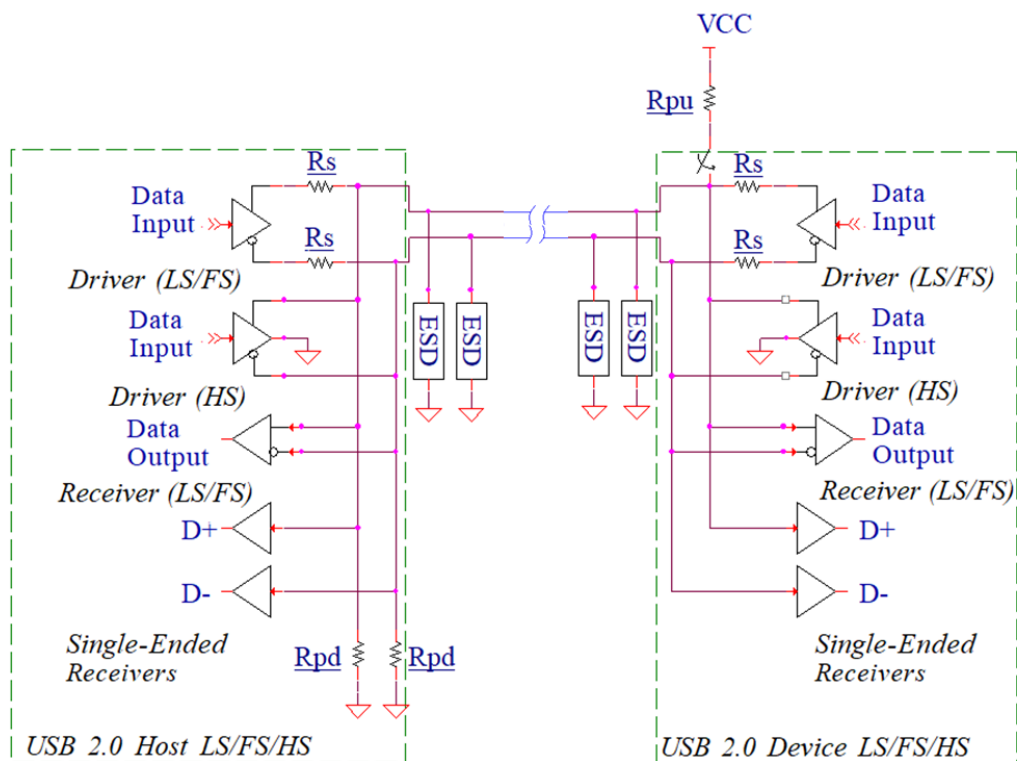 VCC
Rpu
Rs
Data
Input
Rs
Driver (LS/FS)
Data
Input
Driver (HS)
Data
Output
Receiver (LS/FS)
D+
D-
Single-Ended
Receivers
Rpd
Rpd
USB 2.0 Host LS/FS/HS
ESD
ESD
ESD
ESD
Rs
Data
Input
Rs
Driver (LS/FS)
Data
Input
Driver (HS)
Data
Output
Receiver (LS/FS)
D+
D-
Single-Ended
Receivers
USB 2.0 Device LS/FS/HS